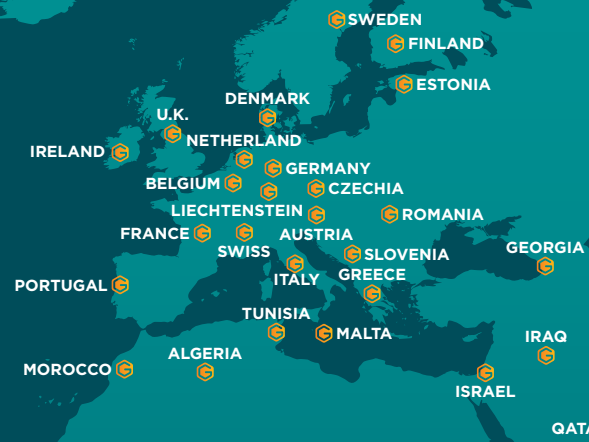 SWEDEN
FINLAND
ESTONIA
DENMARK
U.K.
NETHERLAND
IRELAND
GERMANY
BELGIUM
CZECHIA
LIECHTENSTEIN
ROMANIA
FRANCE
AUSTRIA
SWISS
SLOVENIA
GEORGIA
ITALY
GREECE
PORTUGAL
TUNISIA
MALTA
IRAQ
ALGERIA
MOROCCO
ISRAEL
QATA